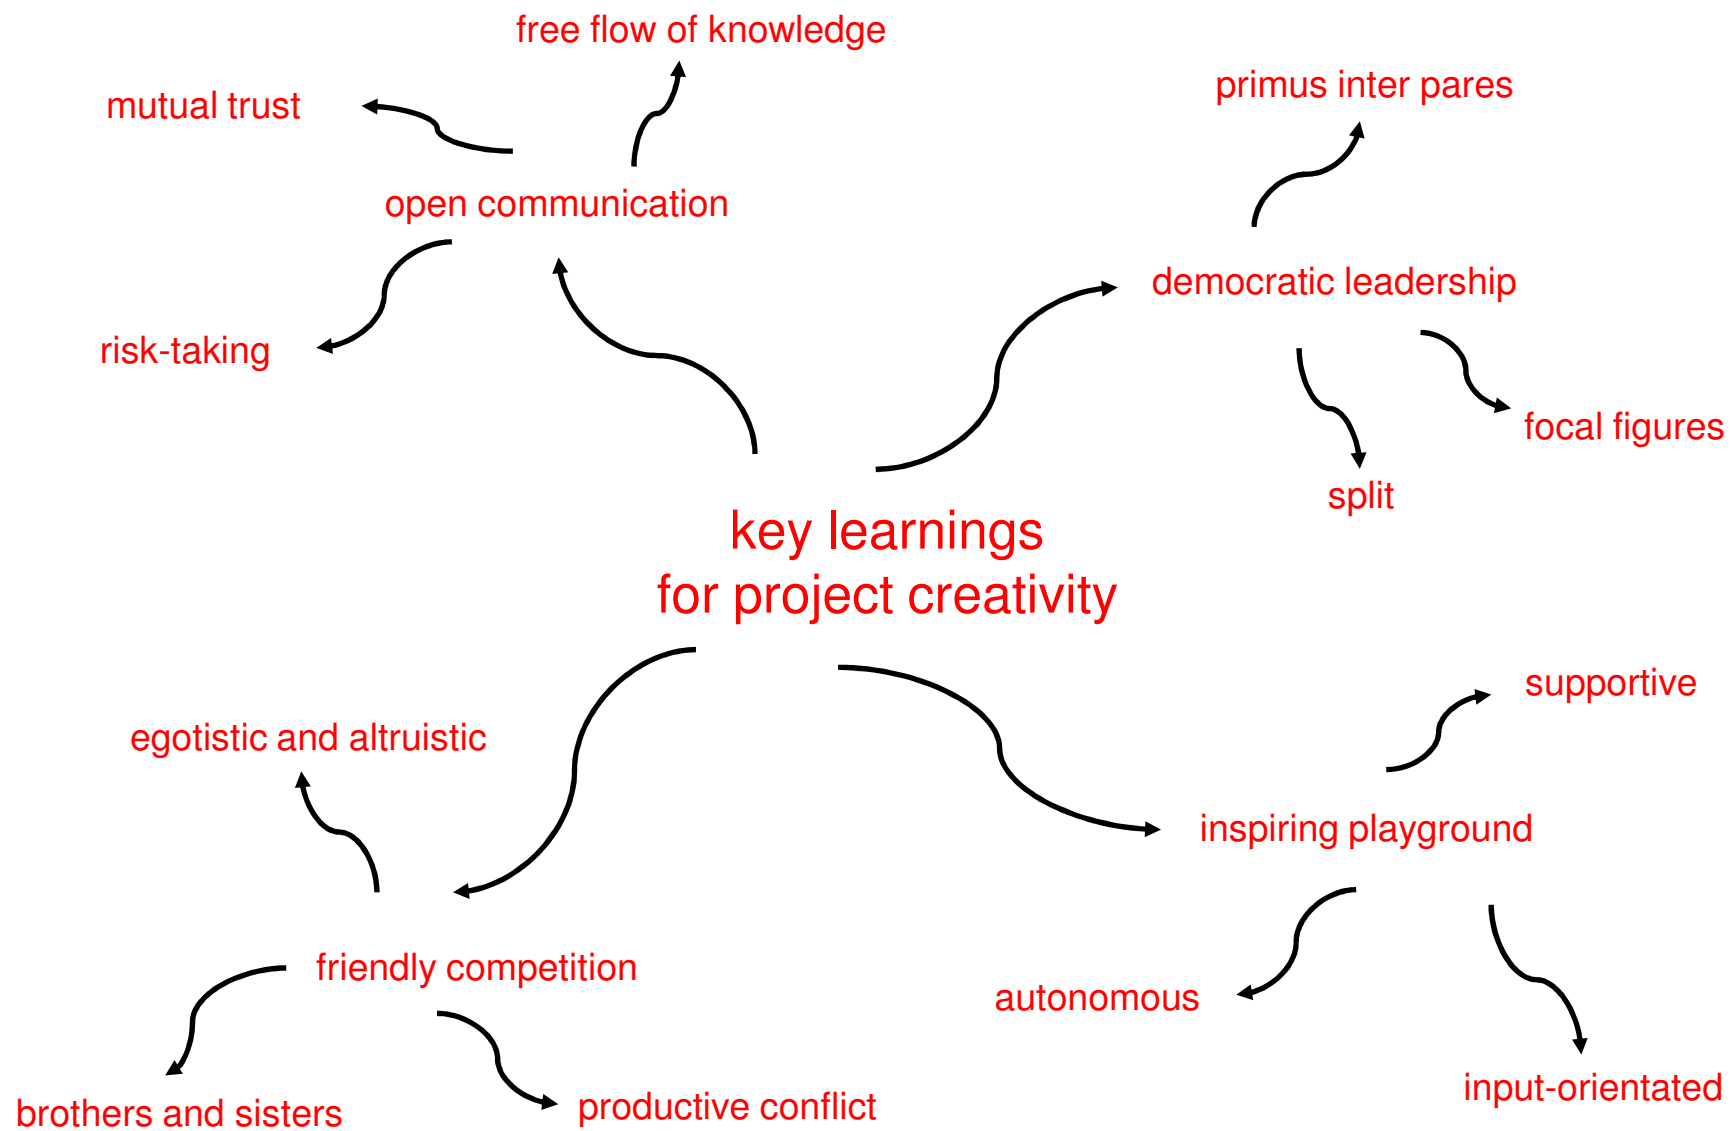 free flow of knowledge
mutual trust
open communication
risk-taking
primus inter pares
democratic leadership
focal figures
split
key learnings
for project creativity
egotistic and altruistic
friendly competition
brothers and sisters
productive conflict
supportive
inspiring playground
autonomous
input-orientated